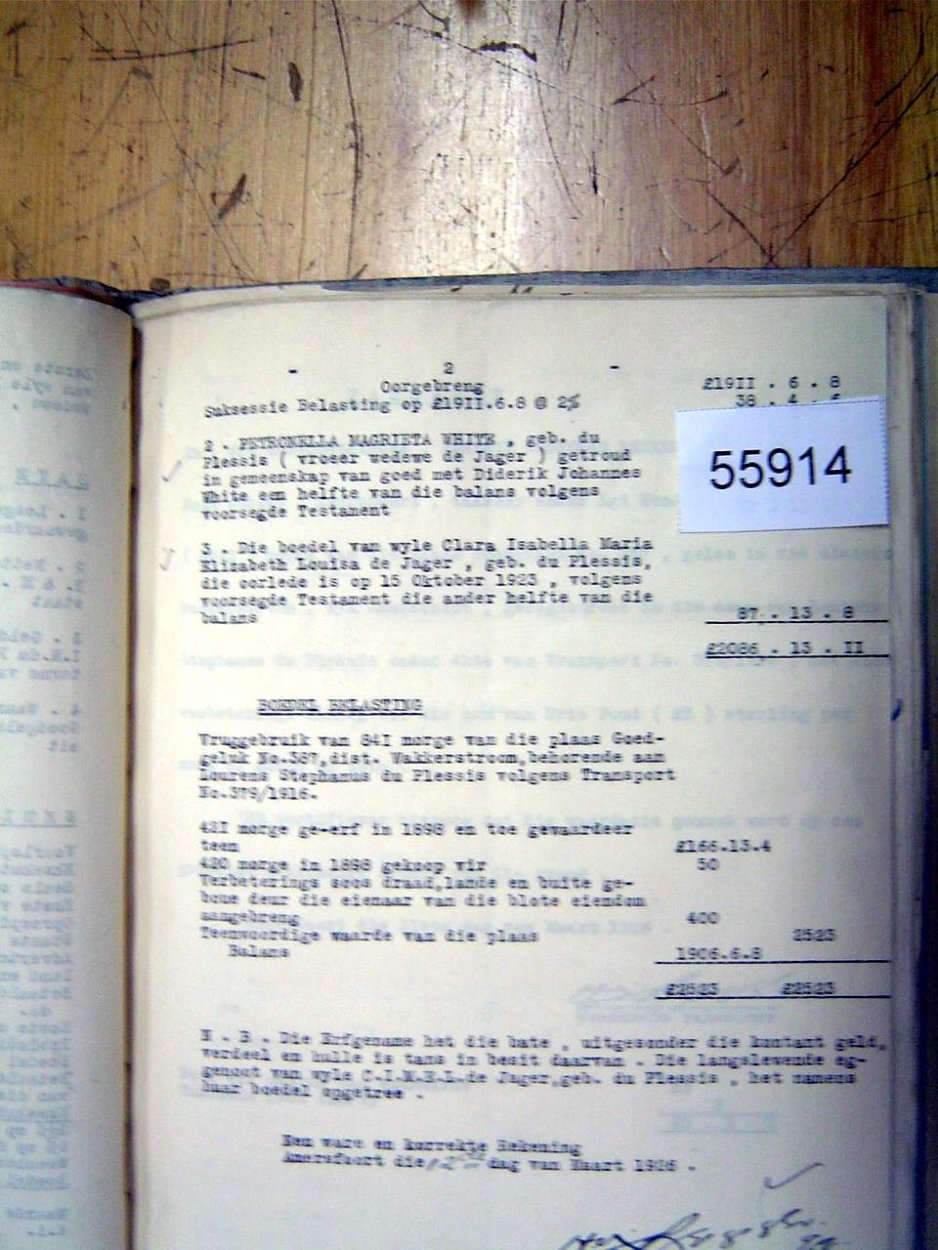 - 2 -
Oorgebreng £19II . 6 . 8
Suksessie Belasting op £19II.6.8 @ 2% 38 . 4 . 6
55914
2 . PETRONELLA MAGRIETA WHITE , geb. du
Plessis ( vroeer wedewe de Jager ) getroud
in gemeenskap van goed met Diderik Johannes
White een helfte van die balans volgens
voorsegde Testament
3 . Die boedel van wyle Clara Isabella Maria
Elizabeth Louisa de Jager , geb. du Plessis,
die oorlede is op 15 Oktober 1923 , volgens
voorsegde Testament die ander helfte van die
balans 87 . 13 . 8
£2086 . 13 . II
BOEDEL BELASTING
Vruggebruik van 84I morge van die plaas Goed-
geluk No.387,dist. Wakkerstroom,behorende aan
Lourens Stephanus du Plessis volgens Transport
No.379/1916.
42I morge ge-erf in 1898 en toe gewaardeer
teen £166.13.4
420 morge in 1898 gekoop vir 50
Verbeterings soos draad,lande en buite ge-
boue deur die eienaar van die blote eiendom
aangebreng 400
Teenvoordige waarde van die plaas 2523
Balans 1906.6.8
£2523 £2523
N . B . Die Erfgename het die bate , uitgesonder die kontant geld,
verdeel en hulle is tans in besit daarvan . Die langslevende eg-
genoot van wyle C.I.M.E.L.de Jager,geb. du Plessis , het namens
haar boedel opgetree .
Een ware en korrekte Rekening
Amersfoort die dag van Maart 1926 .